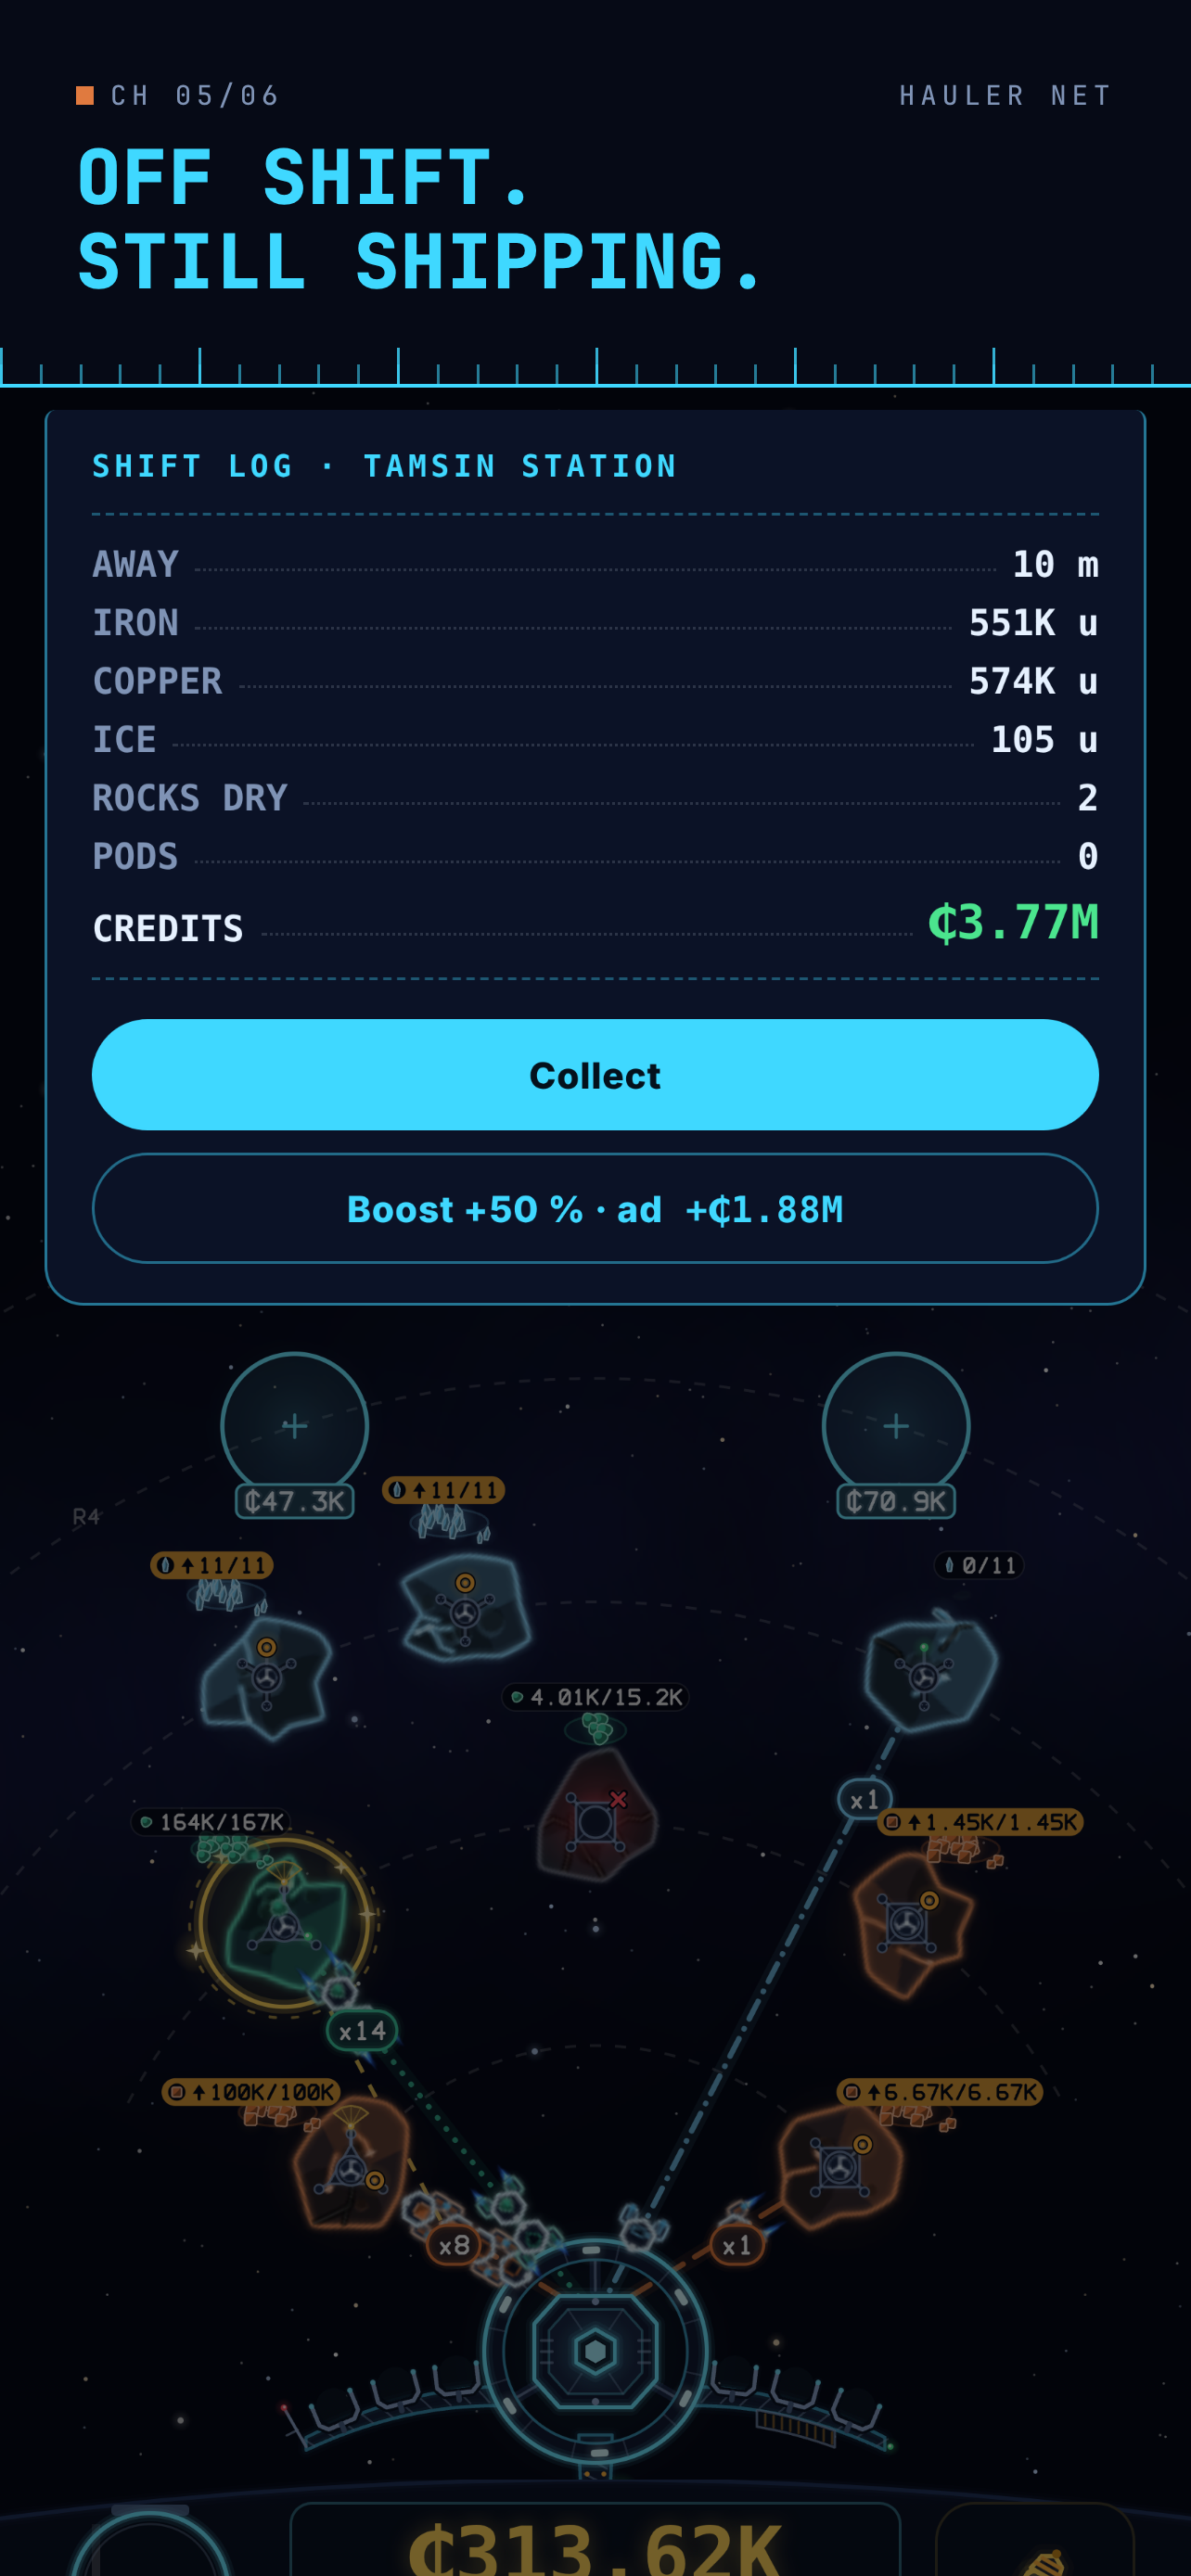 CH 05/06
HAULER NET
OFF SHIFT.
STILL SHIPPING.
SHIFT LOG · TAMSIN STATION
AWAY 10 m
IRON 551K u
COPPER 574K u
ICE 105 u
ROCKS DRY 2
PODS 0
CREDITS ₵3.77M
Collect
Boost +50 % · ad +₵1.88M
₵47.3K
₵70.9K
11/11
R4
11/11
0/11
4.01K/15.2K
x1
164K/167K
1.45K/1.45K
x14
100K/100K
6.67K/6.67K
x8
x1
₵313.62K